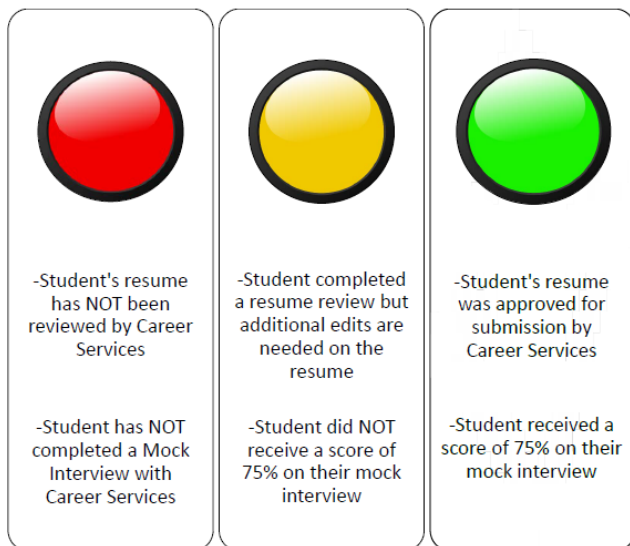 -Student's resume
has NOT been
reviewed by Career
Services
-Student has NOT
completed a Mock
Interview with
Career Services
-Student completed
a resume review but
additional edits are
needed on the
resume
-Student did NOT
receive a score of
75% on their mock
interview
-Student's resume
was approved for
submission by
Career Services
-Student received a
score of 75% on their
mock interview